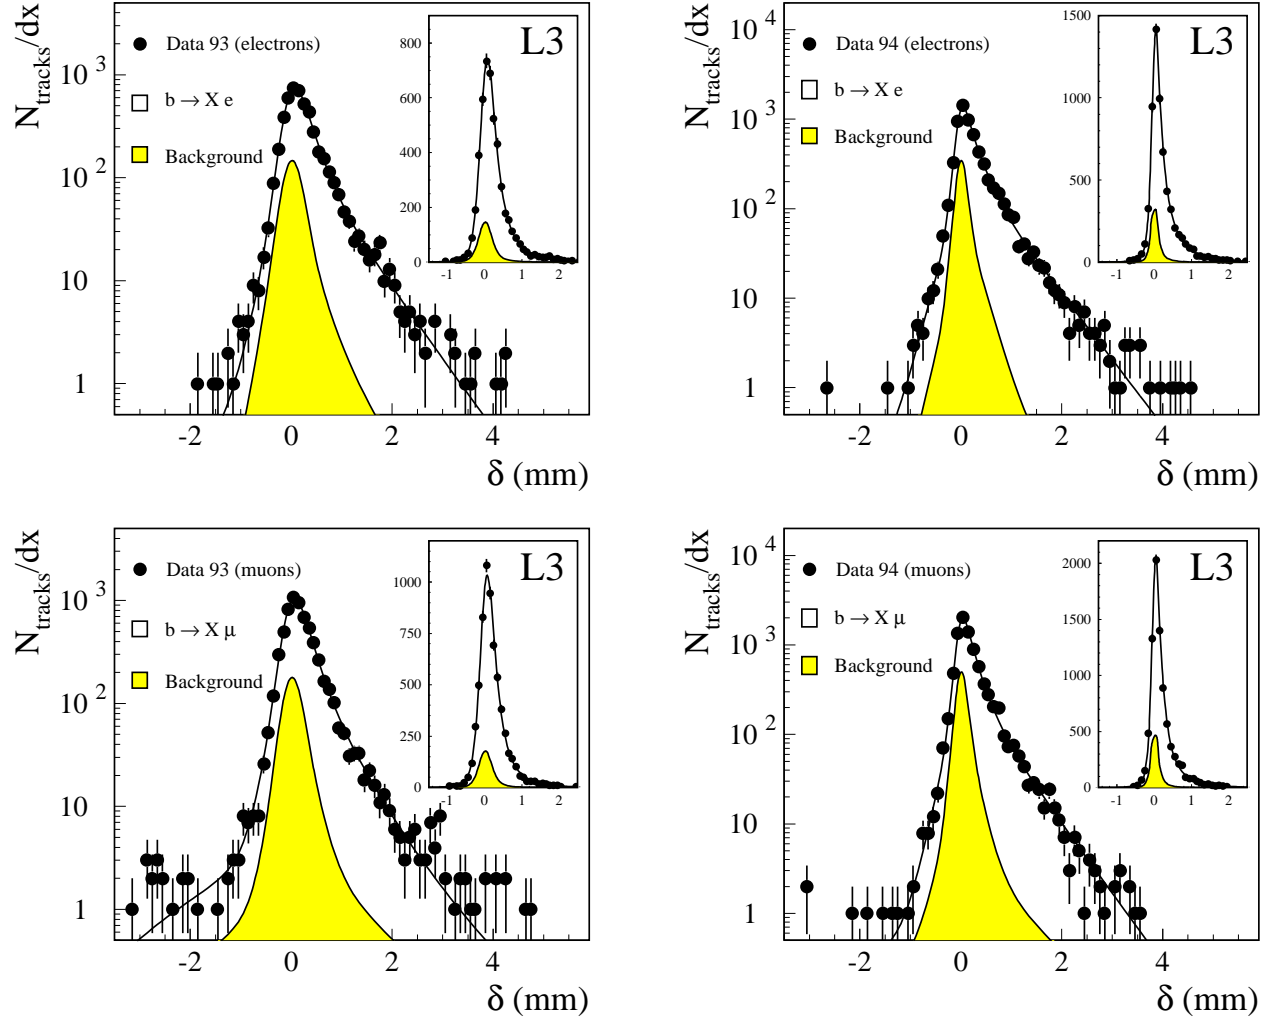 N_tracks/dx
10^3
10^2
10
1
-2
0
2
4
δ (mm)
Data 93 (electrons)
b → X e
Background
L3
800
600
400
200
0
-1
0
1
2
N_tracks/dx
10^4
10^3
10^2
10
1
-2
0
2
4
δ (mm)
Data 94 (electrons)
b → X e
Background
L3
1500
1000
500
0
-1
0
1
2
N_tracks/dx
10^3
10^2
10
1
-2
0
2
4
δ (mm)
Data 93 (muons)
b → X μ
Background
L3
1000
750
500
250
0
-1
0
1
2
N_tracks/dx
10^4
10^3
10^2
10
1
-2
0
2
4
δ (mm)
Data 94 (muons)
b → X μ
Background
L3
2000
1500
1000
500
0
-1
0
1
2